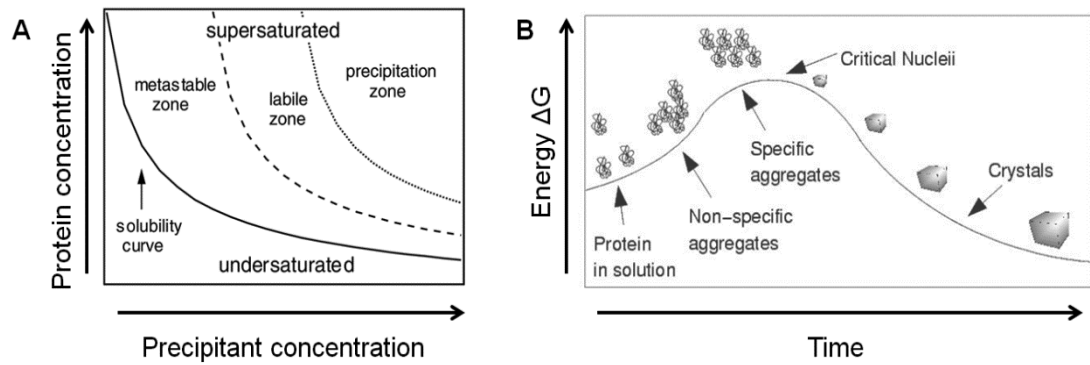 A
Protein concentration
supersaturated
metastable
zone
labile
zone
precipitation
zone
solubility
curve
undersaturated
Precipitant concentration
B
Energy ΔG
Critical Nucleii
Specific
aggregates
Non-specific
aggregates
Protein
in solution
Crystals
Time